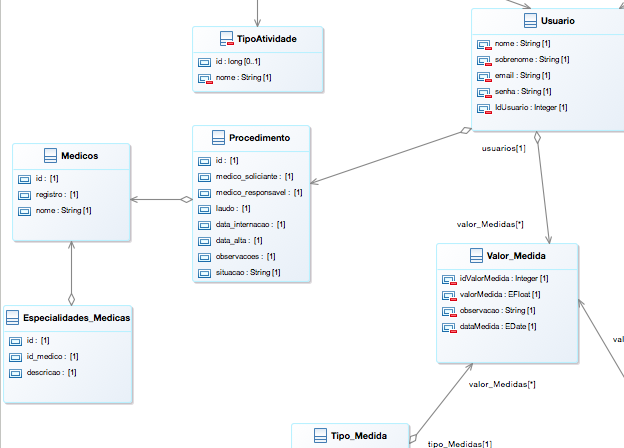 TipoAtividade
id : long [0..1]
nome : String [1]
Usuario
nome : String [1]
sobrenome : String [1]
email : String [1]
senha : String [1]
IdUsuario : Integer [1]
usuarios[1]
Procedimento
id : [1]
medico_soliciante : [1]
medico_responsavel : [1]
laudo : [1]
data_internacao : [1]
data_alta : [1]
observacoes : [1]
situacao : String [1]
Medicos
id : [1]
registro : [1]
nome : String [1]
Especialidades_Medicas
id : [1]
id_medico : [1]
descricao : [1]
valor_Medidas[*]
Valor_Medida
idValorMedida : Integer [1]
valorMedida : EFloat [1]
observacao : String [1]
dataMedida : EDate [1]
valor_Medidas[*]
Tipo_Medida
tipo_Medidas[1]